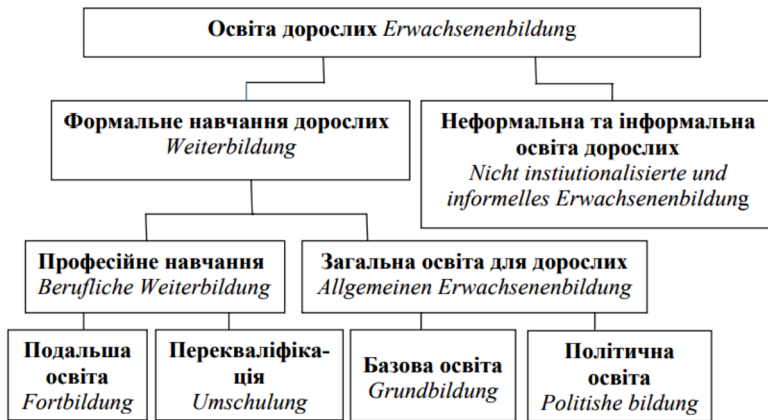 Освіта дорослих Erwachsenenbildung
Формальне навчання дорослих
Weiterbildung
Неформальна та інформальна
освіта дорослих
Nicht instiutionalisierte und
informelles Erwachsenenbildung
Професійне навчання
Berufliche Weiterbildung
Загальна освіта для дорослих
Allgemeinen Erwachsenenbildung
Подальша
освіта
Fortbildung
Перекваліфіка-
ція
Umschulung
Базова освіта
Grundbildung
Політична
освіта
Politishe bildung